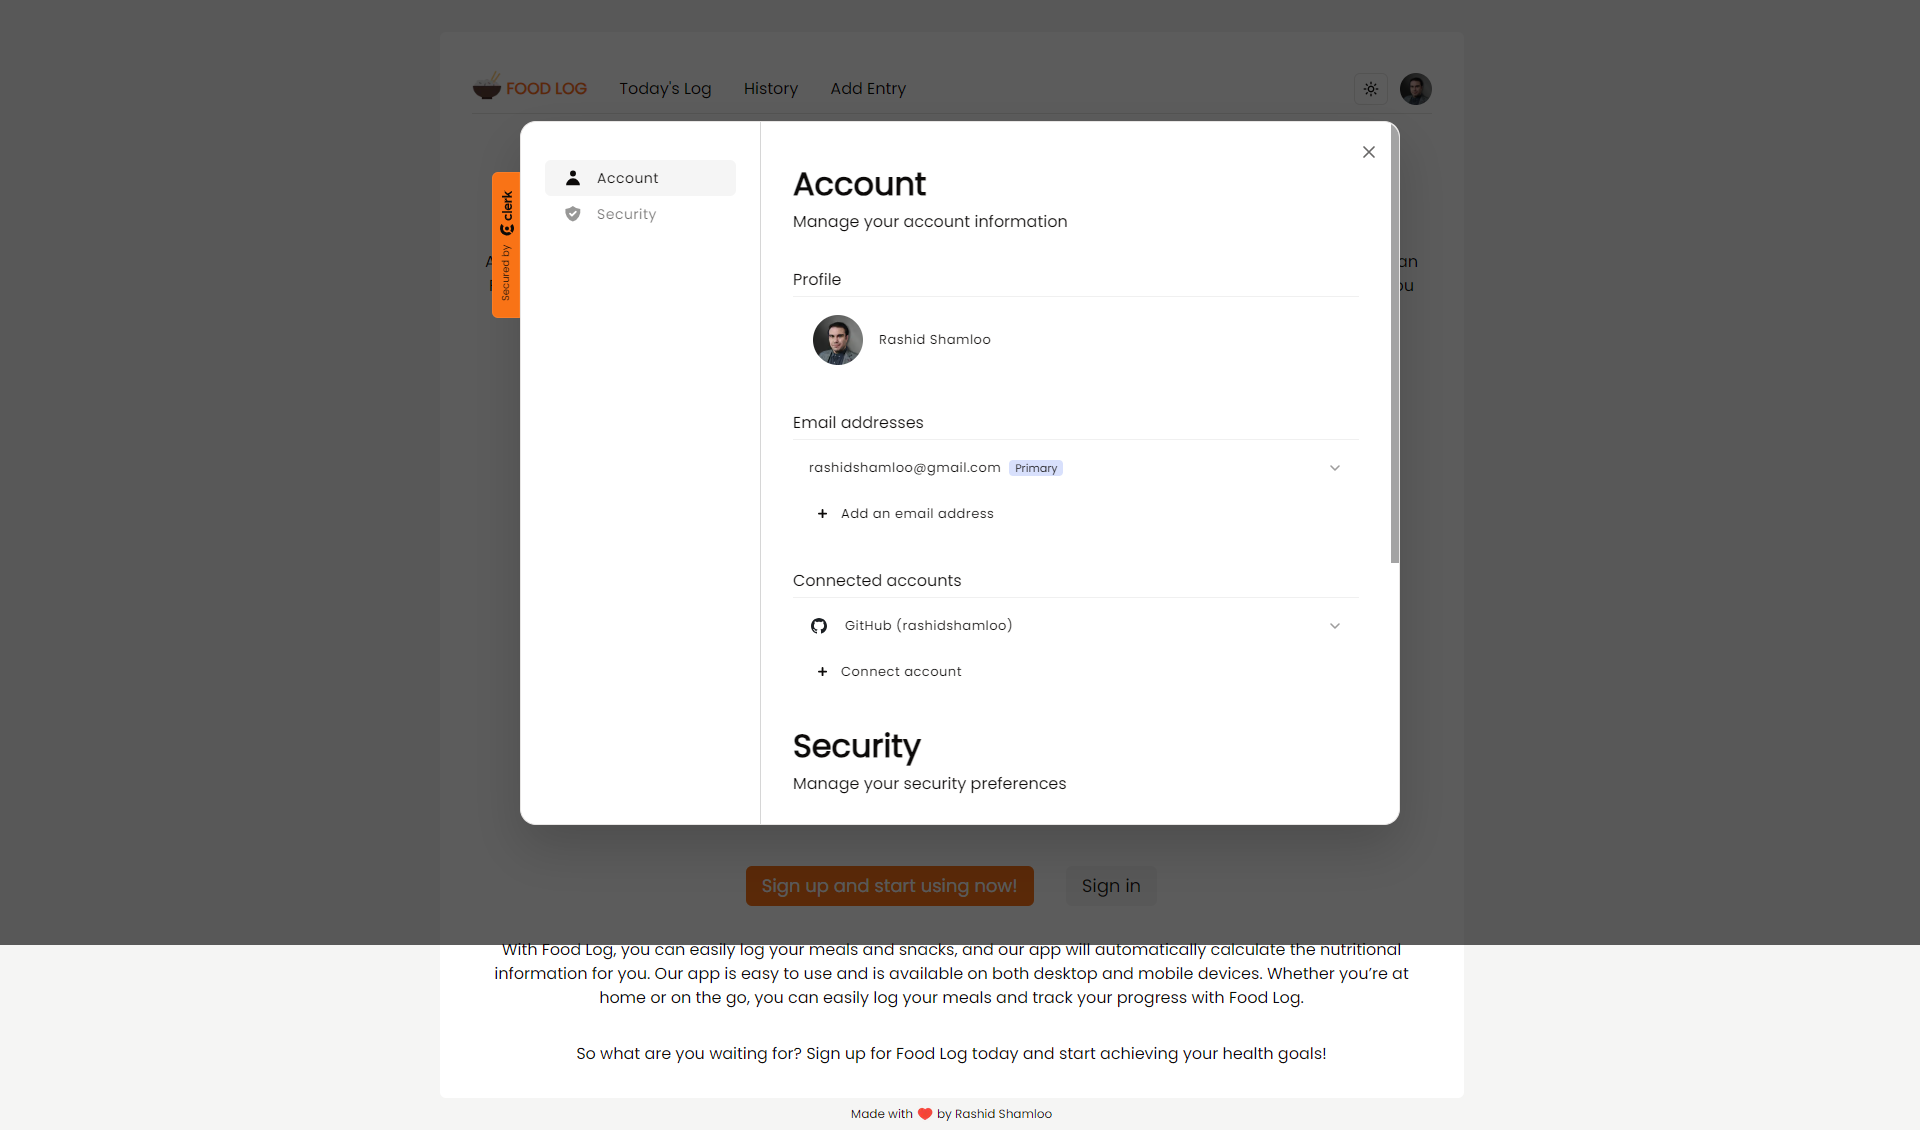 FOOD LOG
Today's Log
History
Add Entry
Secured by clerk
an
ou
Account
Security
Account
Manage your account information
Profile
Rashid Shamloo
Email addresses
rashidshamloo@gmail.com Primary
Add an email address
Connected accounts
GitHub (rashidshamloo)
Connect account
Security
Manage your security preferences
Sign up and start using now!
Sign in
With Food Log, you can easily log your meals and snacks, and our app will automatically calculate the nutritional
information for you. Our app is easy to use and is available on both desktop and mobile devices. Whether you’re at
home or on the go, you can easily log your meals and track your progress with Food Log.
So what are you waiting for? Sign up for Food Log today and start achieving your health goals!
Made with ❤️ by Rashid Shamloo